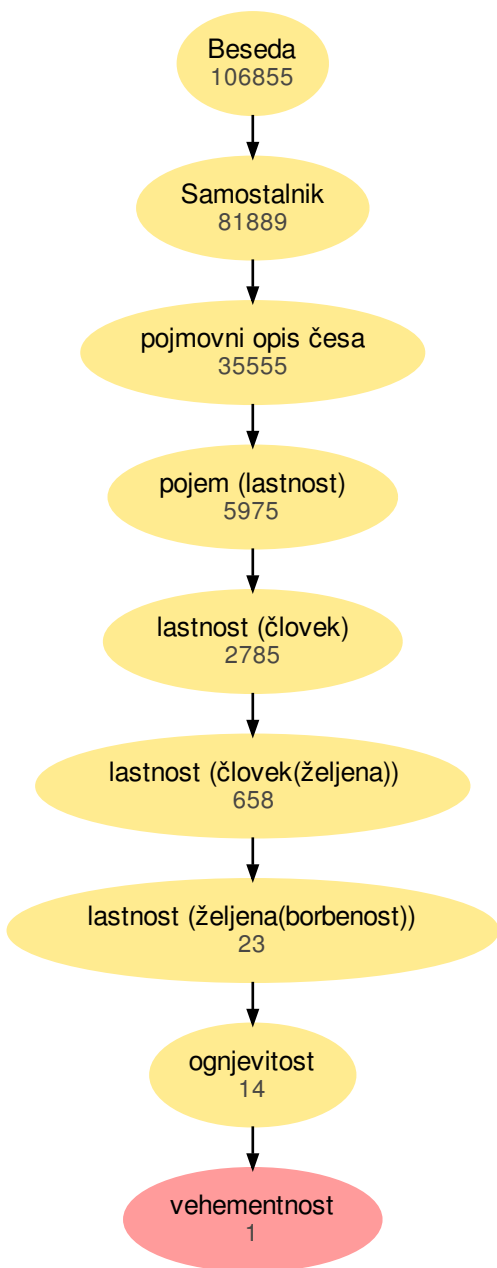 Beseda
106855
Samostalnik
81889
pojmovni opis česa
35555
pojem (lastnost)
5975
lastnost (človek)
2785
lastnost (človek(željena))
658
lastnost (željena(borbenost))
23
ognjevitost
14
vehementnost
1